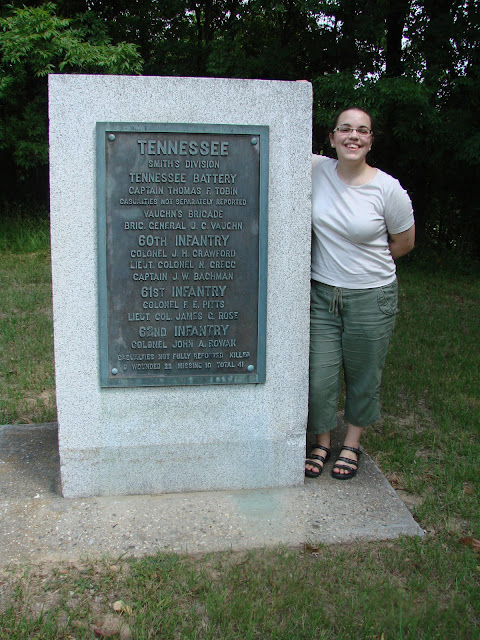 TENNESSEE
SMITH'S DIVISION
TENNESSEE BATTERY
CAPTAIN THOMAS F. TOBIN
CASUALTIES NOT SEPARATELY REPORTED
VAUGHN'S BRIGADE
BRIG. GENERAL J. C. VAUGHN
60TH INFANTRY
COLONEL J. H. CRAWFORD
LIEUT. COLONEL N. GREGG
CAPTAIN J. W. BACHMAN
61ST INFANTRY
COLONEL F. E. PITTS
LIEUT. COL. JAMES G. ROSE
62ND INFANTRY
COLONEL JOHN A. ROWAN
CASUALTIES NOT FULLY REPORTED KILLED
WOUNDED MISSING 10 TOTAL 41